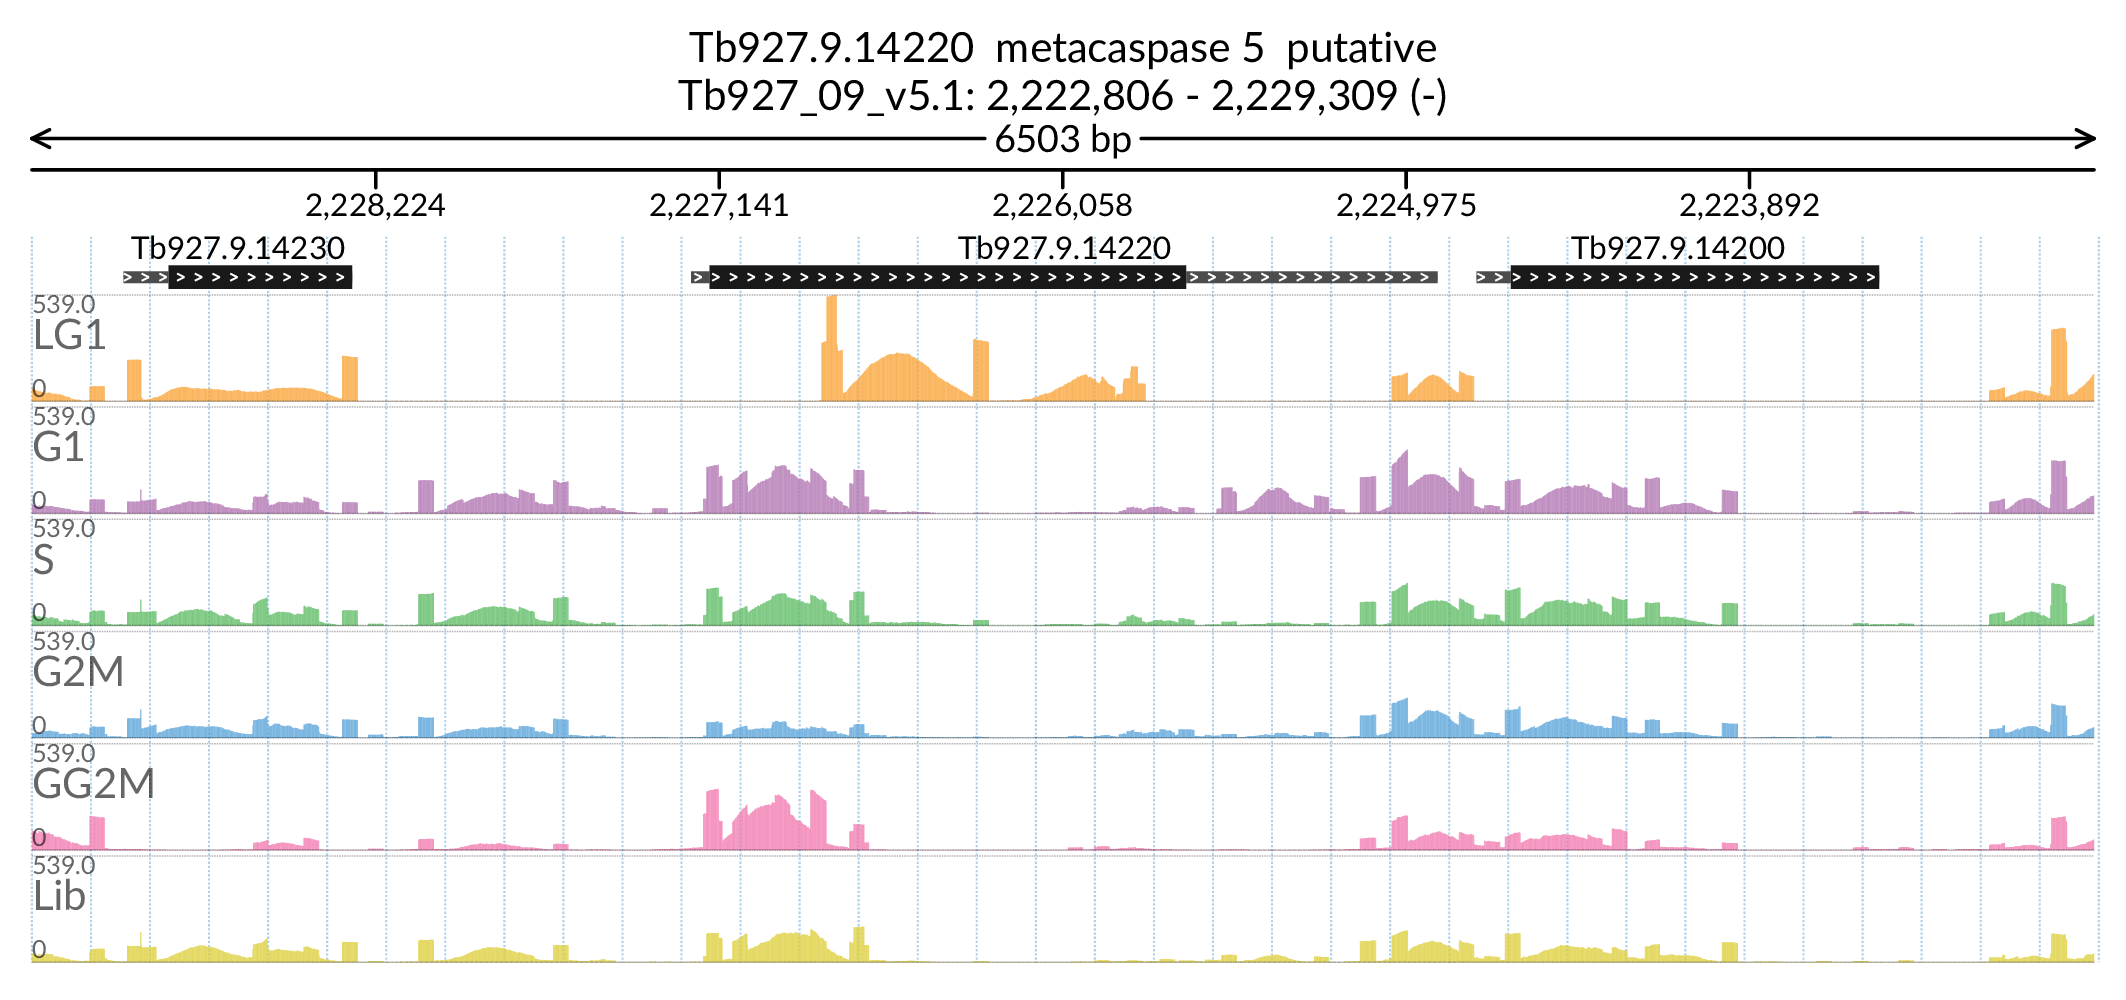 Tb927.9.14220 metacaspase 5 putative
Tb927_09_v5.1: 2,222,806 - 2,229,309 (-)
6503 bp
2,228,224 2,227,141 2,226,058 2,224,975 2,223,892
Tb927.9.14230 Tb927.9.14220 Tb927.9.14200
539.0
LG1
0
539.0
G1
0
539.0
S
0
539.0
G2M
0
539.0
GG2M
0
539.0
Lib
0